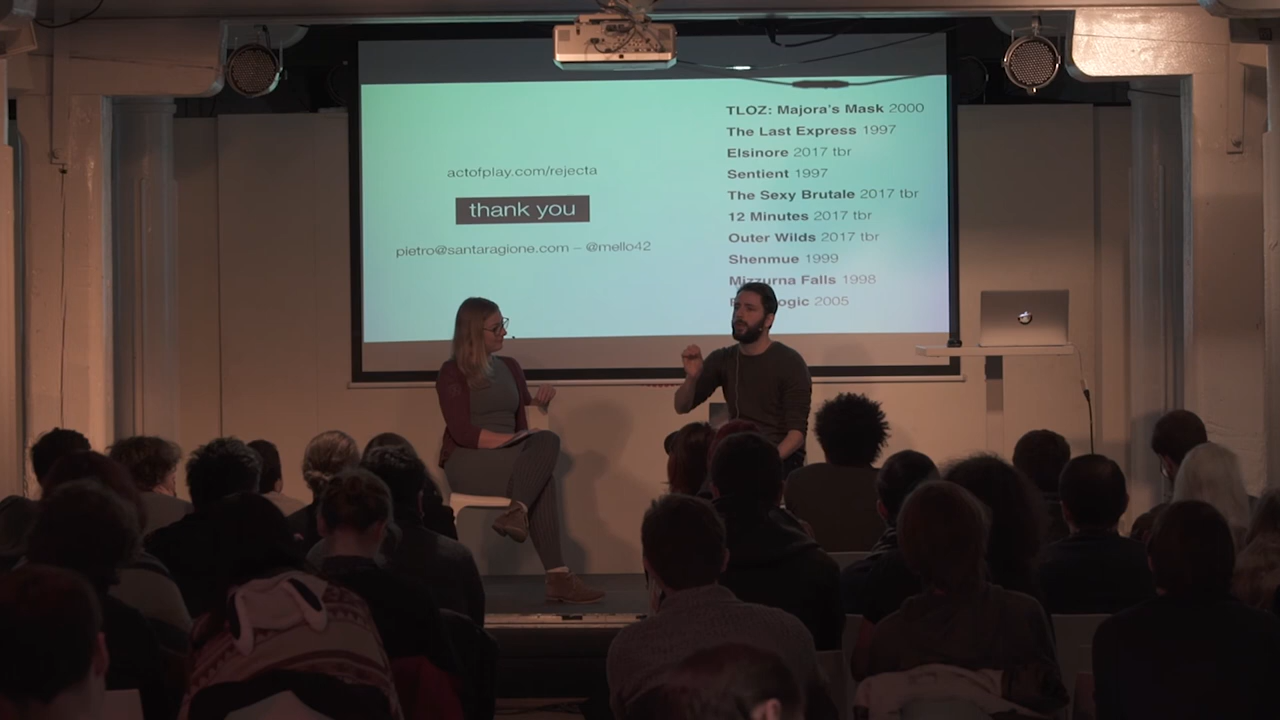 actofplay.com/rejecta
thank you
pietro@santaragione.com – @mello42
TLOZ: Majora's Mask 2000
The Last Express 1997
Elsinore 2017 tbr
Sentient 1997
The Sexy Brutale 2017 tbr
12 Minutes 2017 tbr
Outer Wilds 2017 tbr
Shenmue 1999
Mizzurna Falls 1998
2005